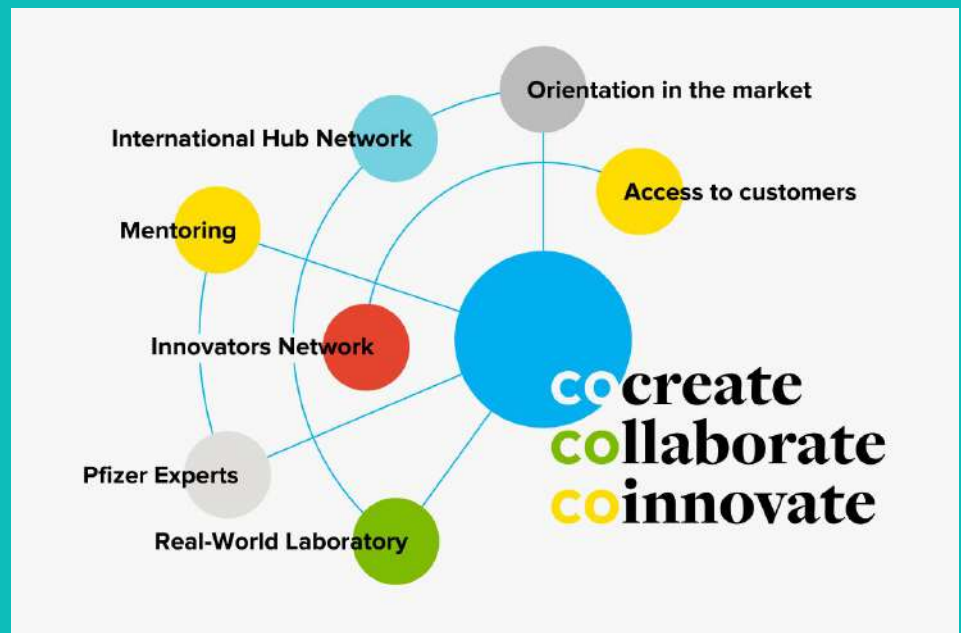 Orientation in the market
International Hub Network
Access to customers
Mentoring
Innovators Network
cocreate
collaborate
coinnovate
Pfizer Experts
Real-World Laboratory